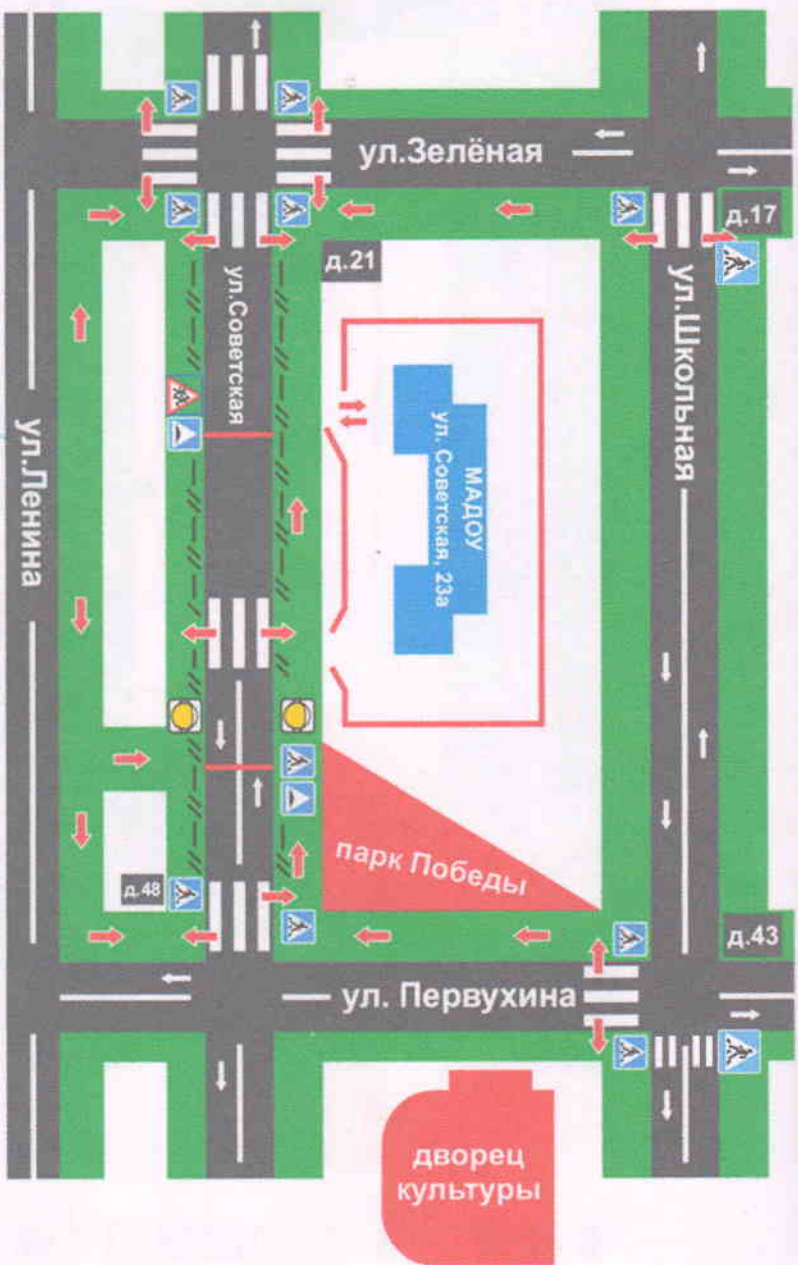 ул.Зелёная
д.17
д.21
ул.Советская
ул.Школьная
МАДОУ
ул. Советская, 23а
ул.Ленина
парк Победы
д.48
д.43
ул. Первухина
дворец
культуры